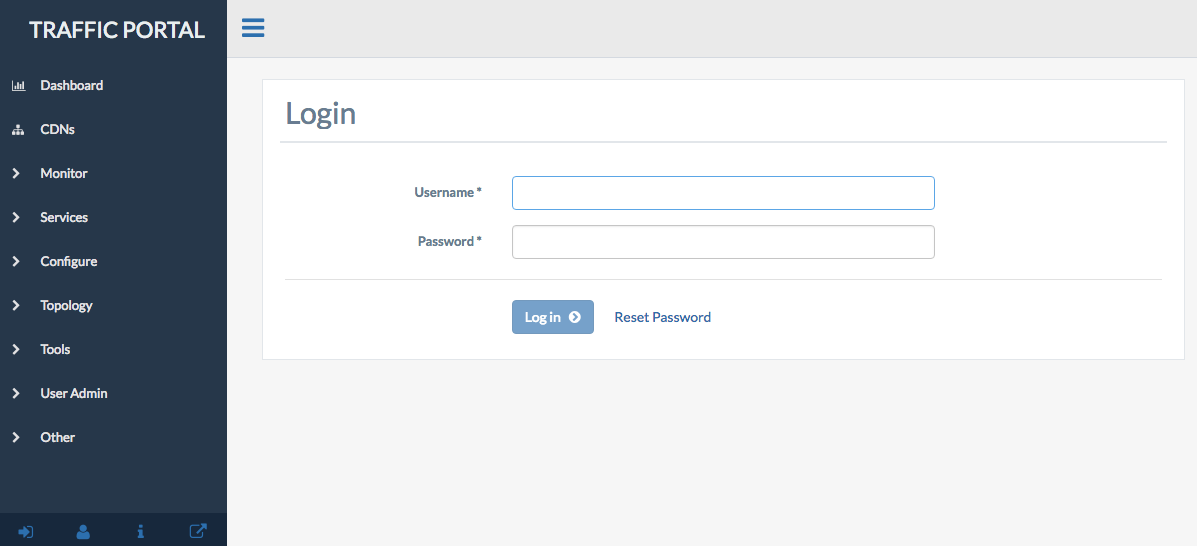 TRAFFIC PORTAL
Dashboard
CDNs
Monitor
Services
Configure
Topology
Tools
User Admin
Other
Login
Username *
Password *
Log in
Reset Password